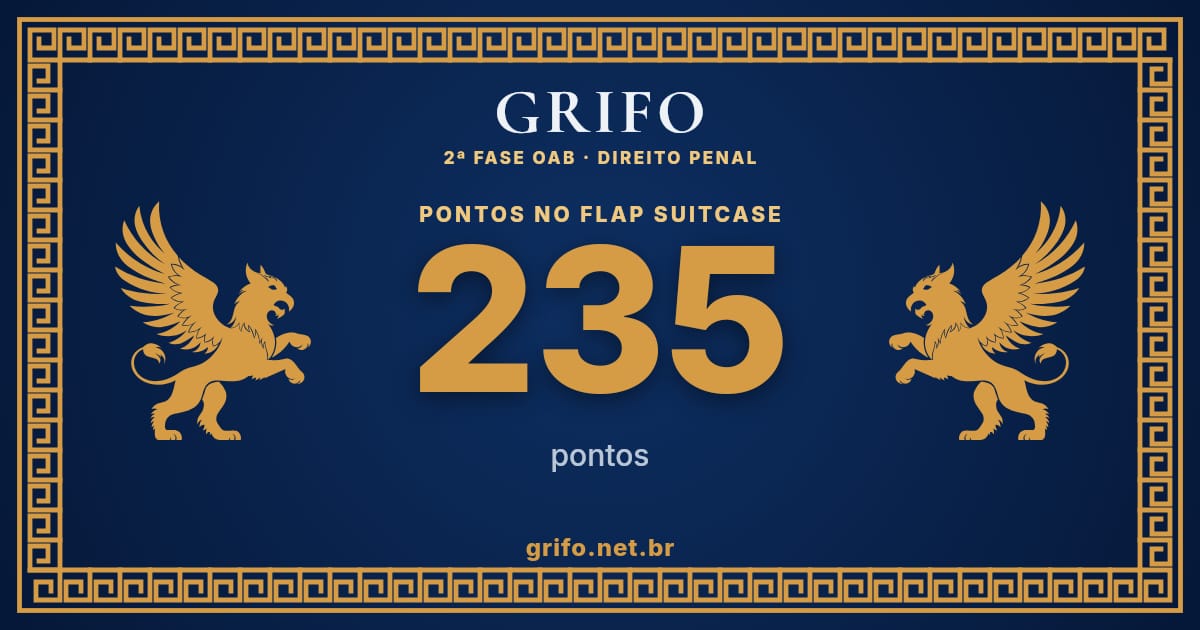 GRIFO
2ª FASE OAB · DIREITO PENAL
PONTOS NO FLAP SUITCASE
235
pontos
grifo.net.br